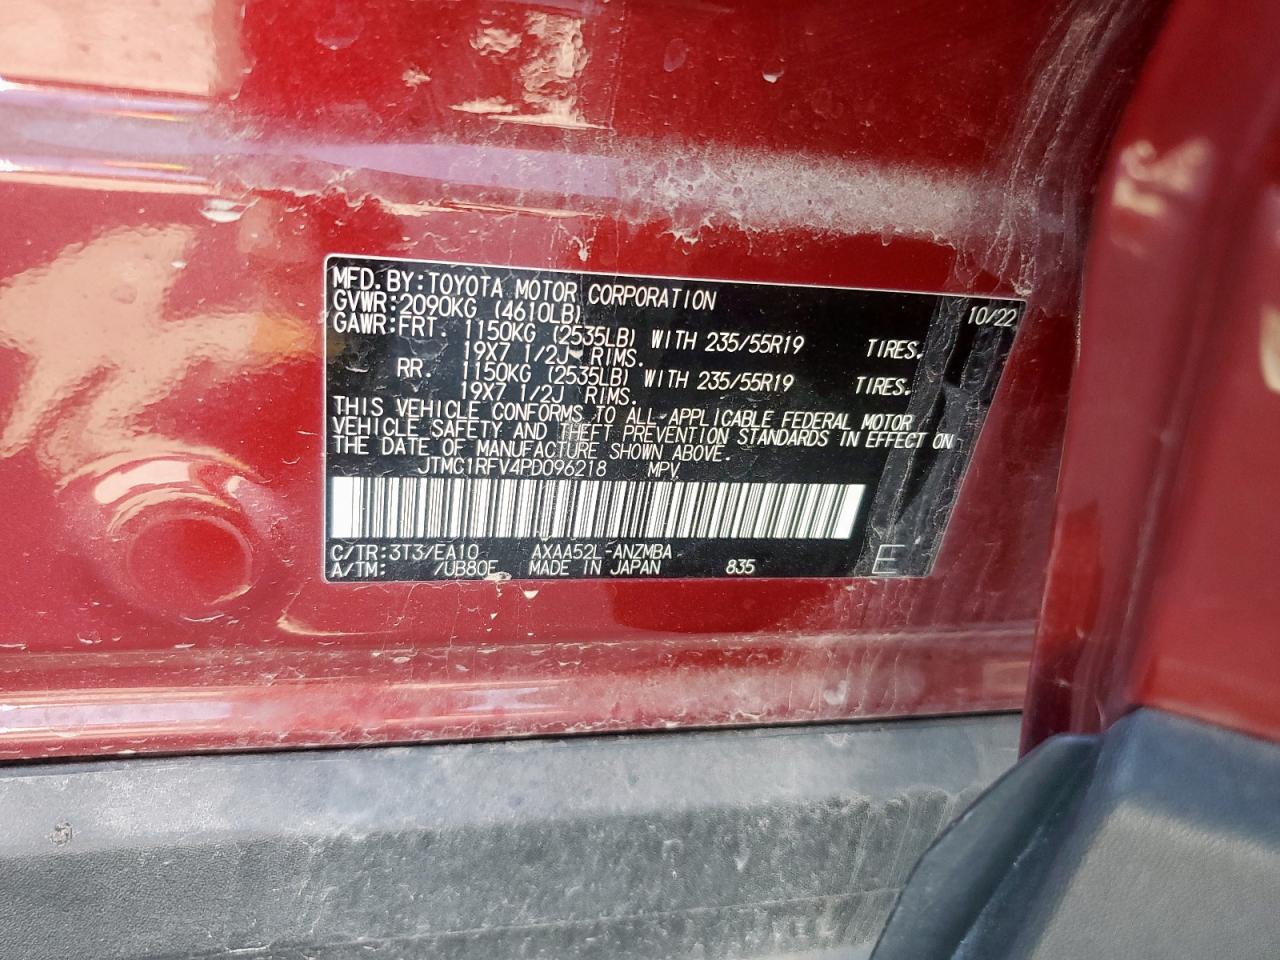 MFD.BY:TOYOTA MOTOR CORPORATION 10/22
GVWR:2090KG (4610LB)
GAWR:FRT. 1150KG (2535LB) WITH 235/55R19 TIRES.
19X7 1/2J RIMS.
RR. 1150KG (2535LB) WITH 235/55R19 TIRES.
19X7 1/2J RIMS.
THIS VEHICLE CONFORMS TO ALL APPLICABLE FEDERAL MOTOR
VEHICLE SAFETY AND THEFT PREVENTION STANDARDS IN EFFECT ON
THE DATE OF MANUFACTURE SHOWN ABOVE.
JTMC1RFV4PD096218 MPV
C/TR:3T3/EA10 AXAA52L-ANZMBA
A/TM: /UB80F MADE IN JAPAN 835 E